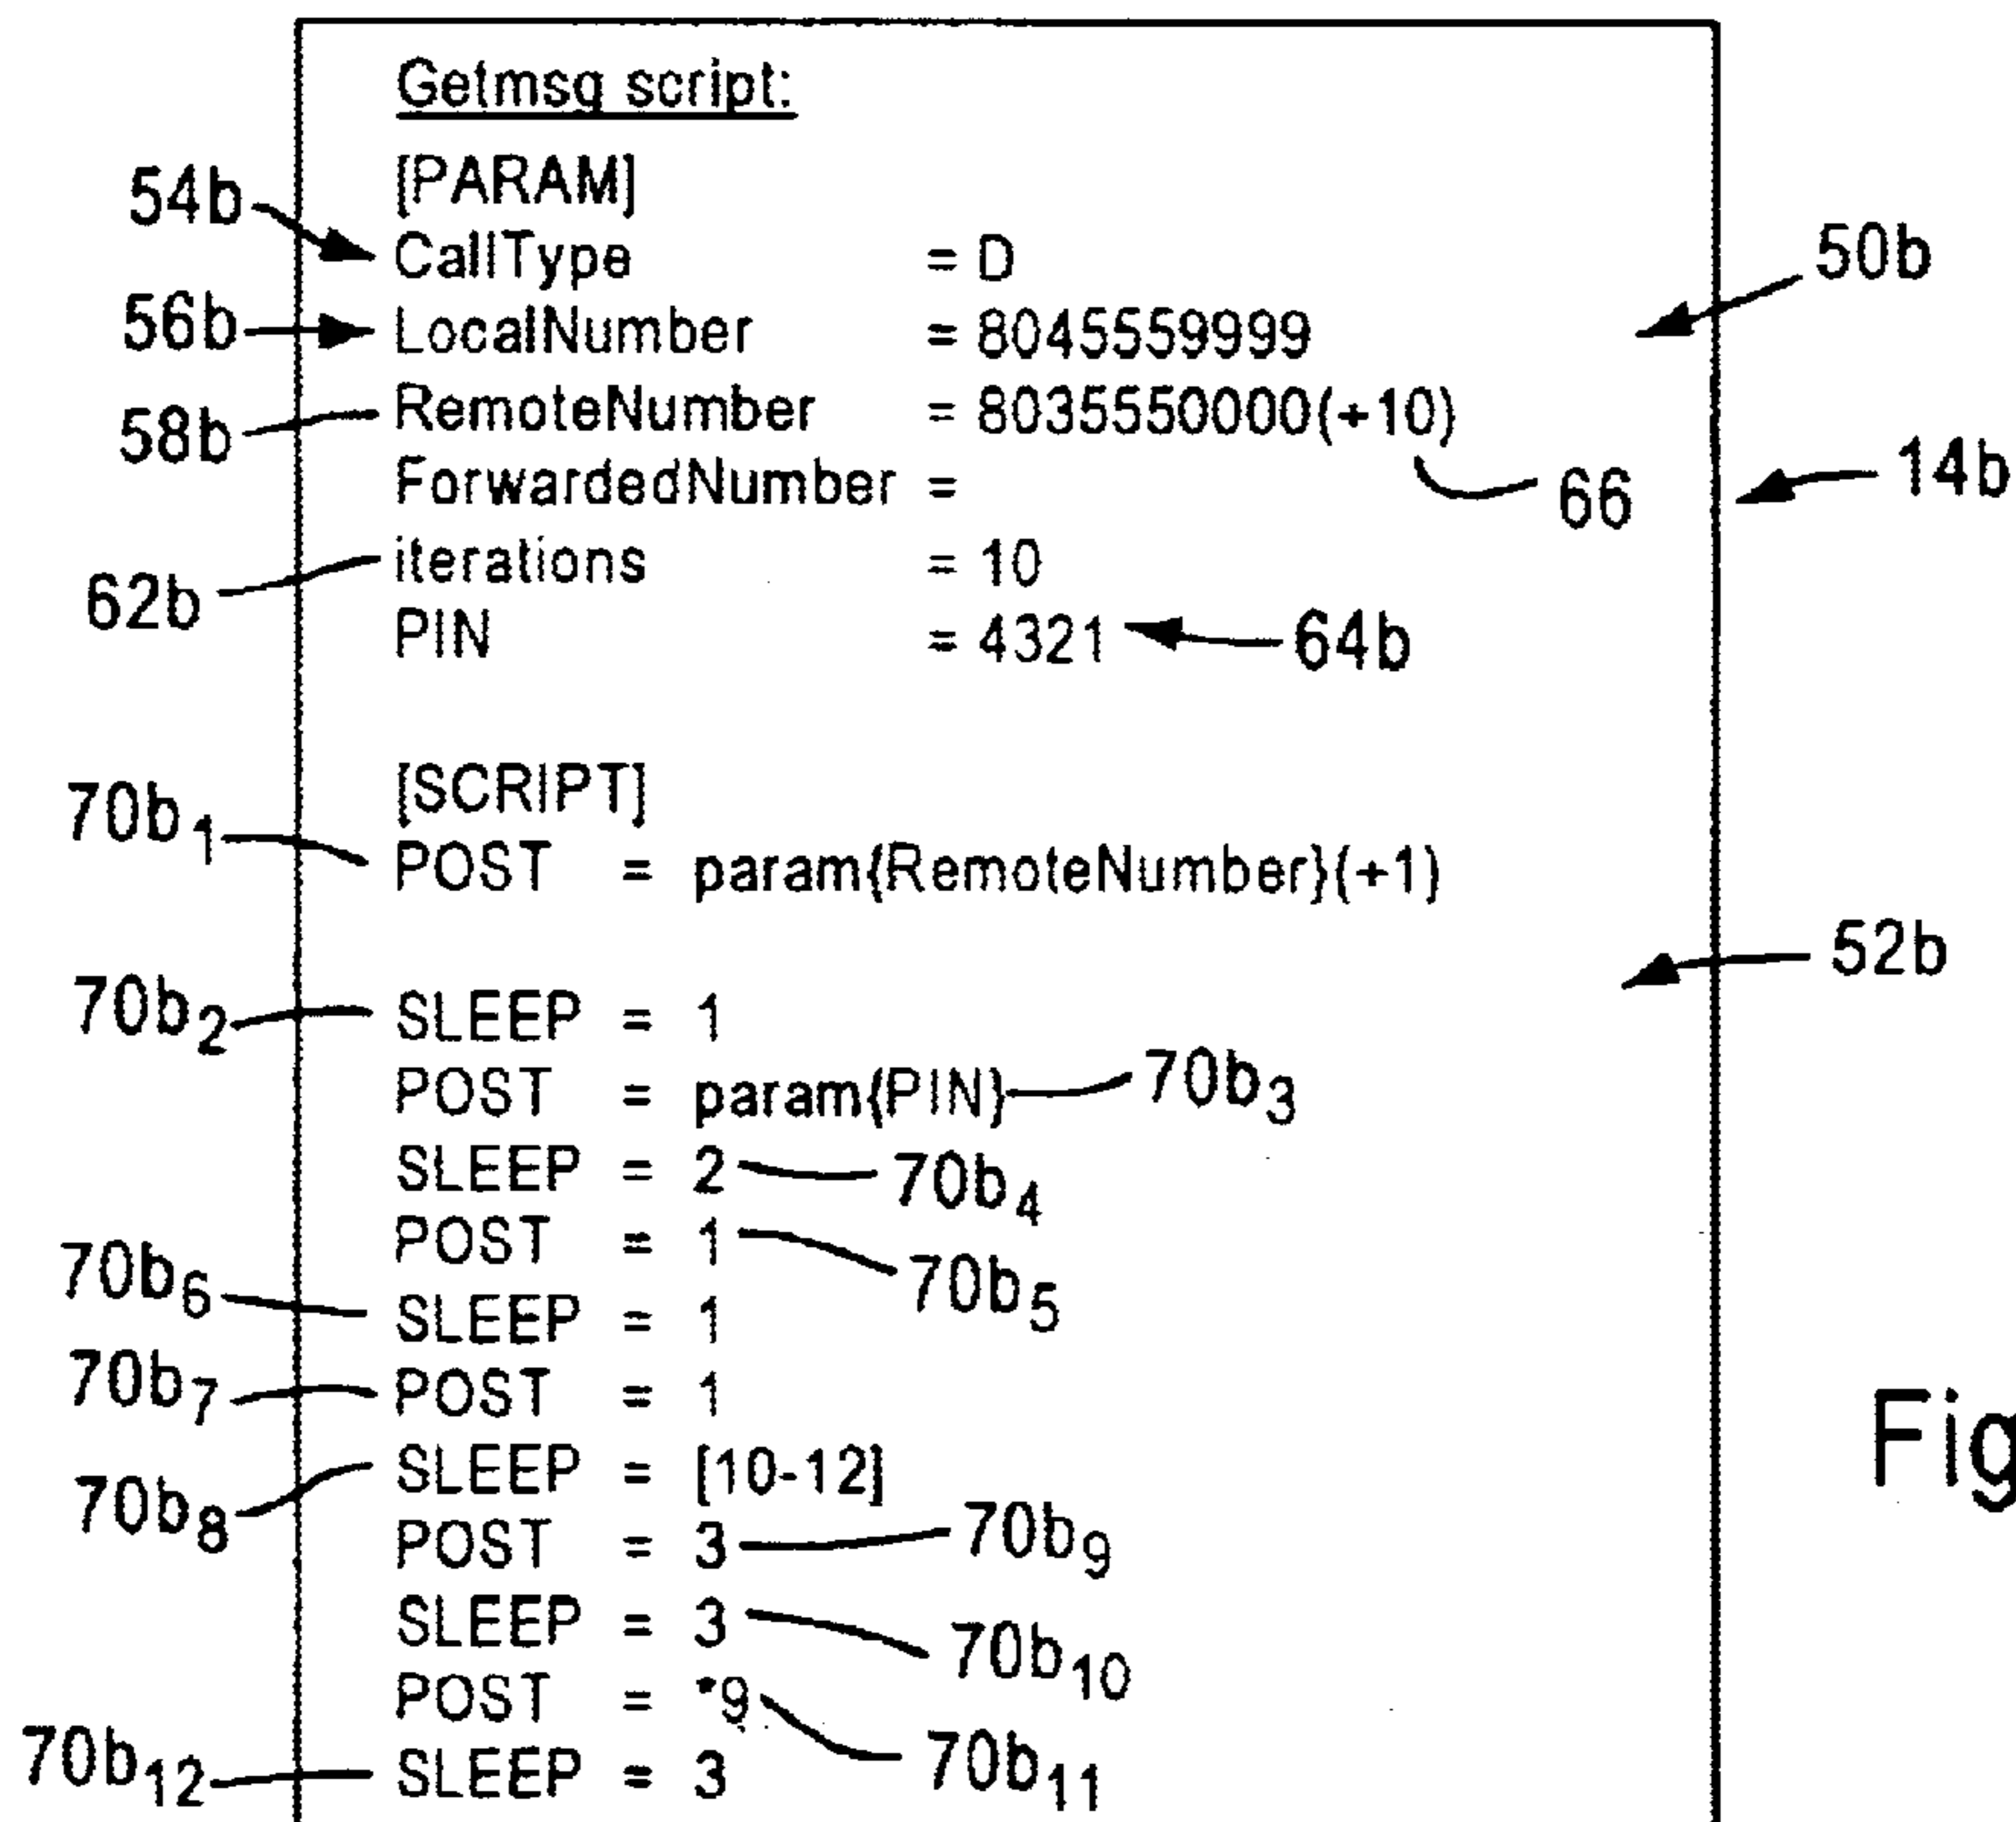 Getmsg script:
[PARAM]
54b
CallType = D
50b
56b
LocalNumber = 8045559999
58b
RemoteNumber = 8035550000(+10)
14b
ForwardedNumber =
66
62b
iterations = 10
PIN = 4321
64b
[SCRIPT]
70b1
POST = param{RemoteNumber}(+1)
52b
70b2
SLEEP = 1
POST = param{PIN}
70b3
SLEEP = 2
70b4
POST = 1
70b5
70b6
SLEEP = 1
70b7
POST = 1
70b8
SLEEP = [10-12]
Fig
POST = 3
70b9
SLEEP = 3
70b10
POST = *9
70b11
70b12
SLEEP = 3